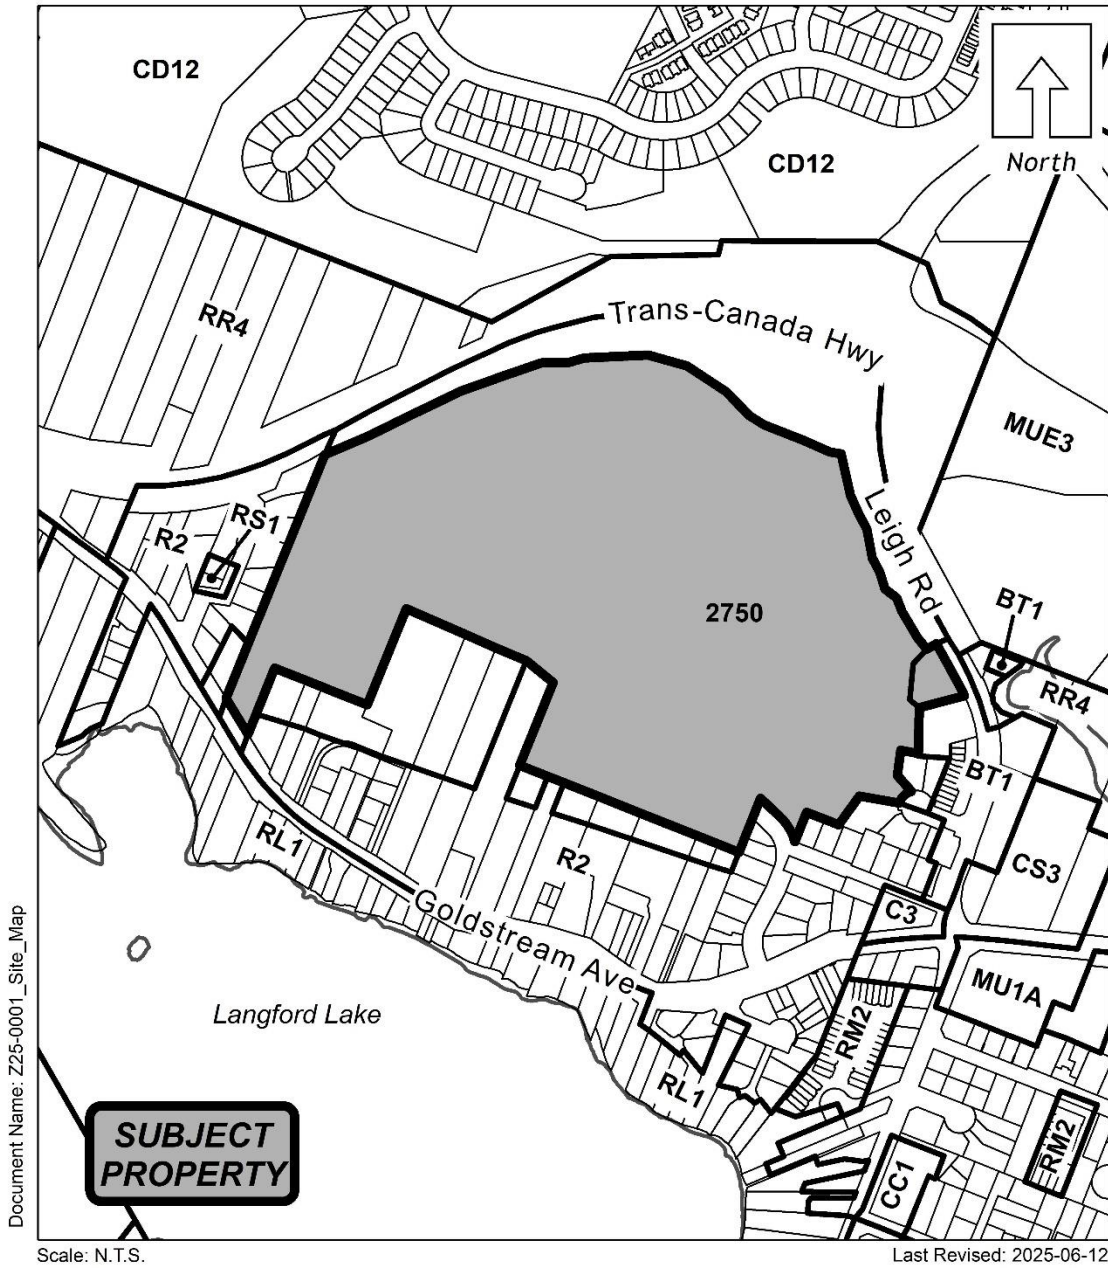 CD12
CD12
North
Trans-Canada Hwy
RR4
MUE3
RS1
R2
Leigh Rd
2750
BT1
RR4
BT1
RL1
R2
CS3
C3
Goldstream Ave
MU1A
Langford Lake
RM2
RL1
RM2
CC1
SUBJECT
PROPERTY
Document Name: Z25-0001_Site_Map
Scale: N.T.S.
Last Revised: 2025-06-12